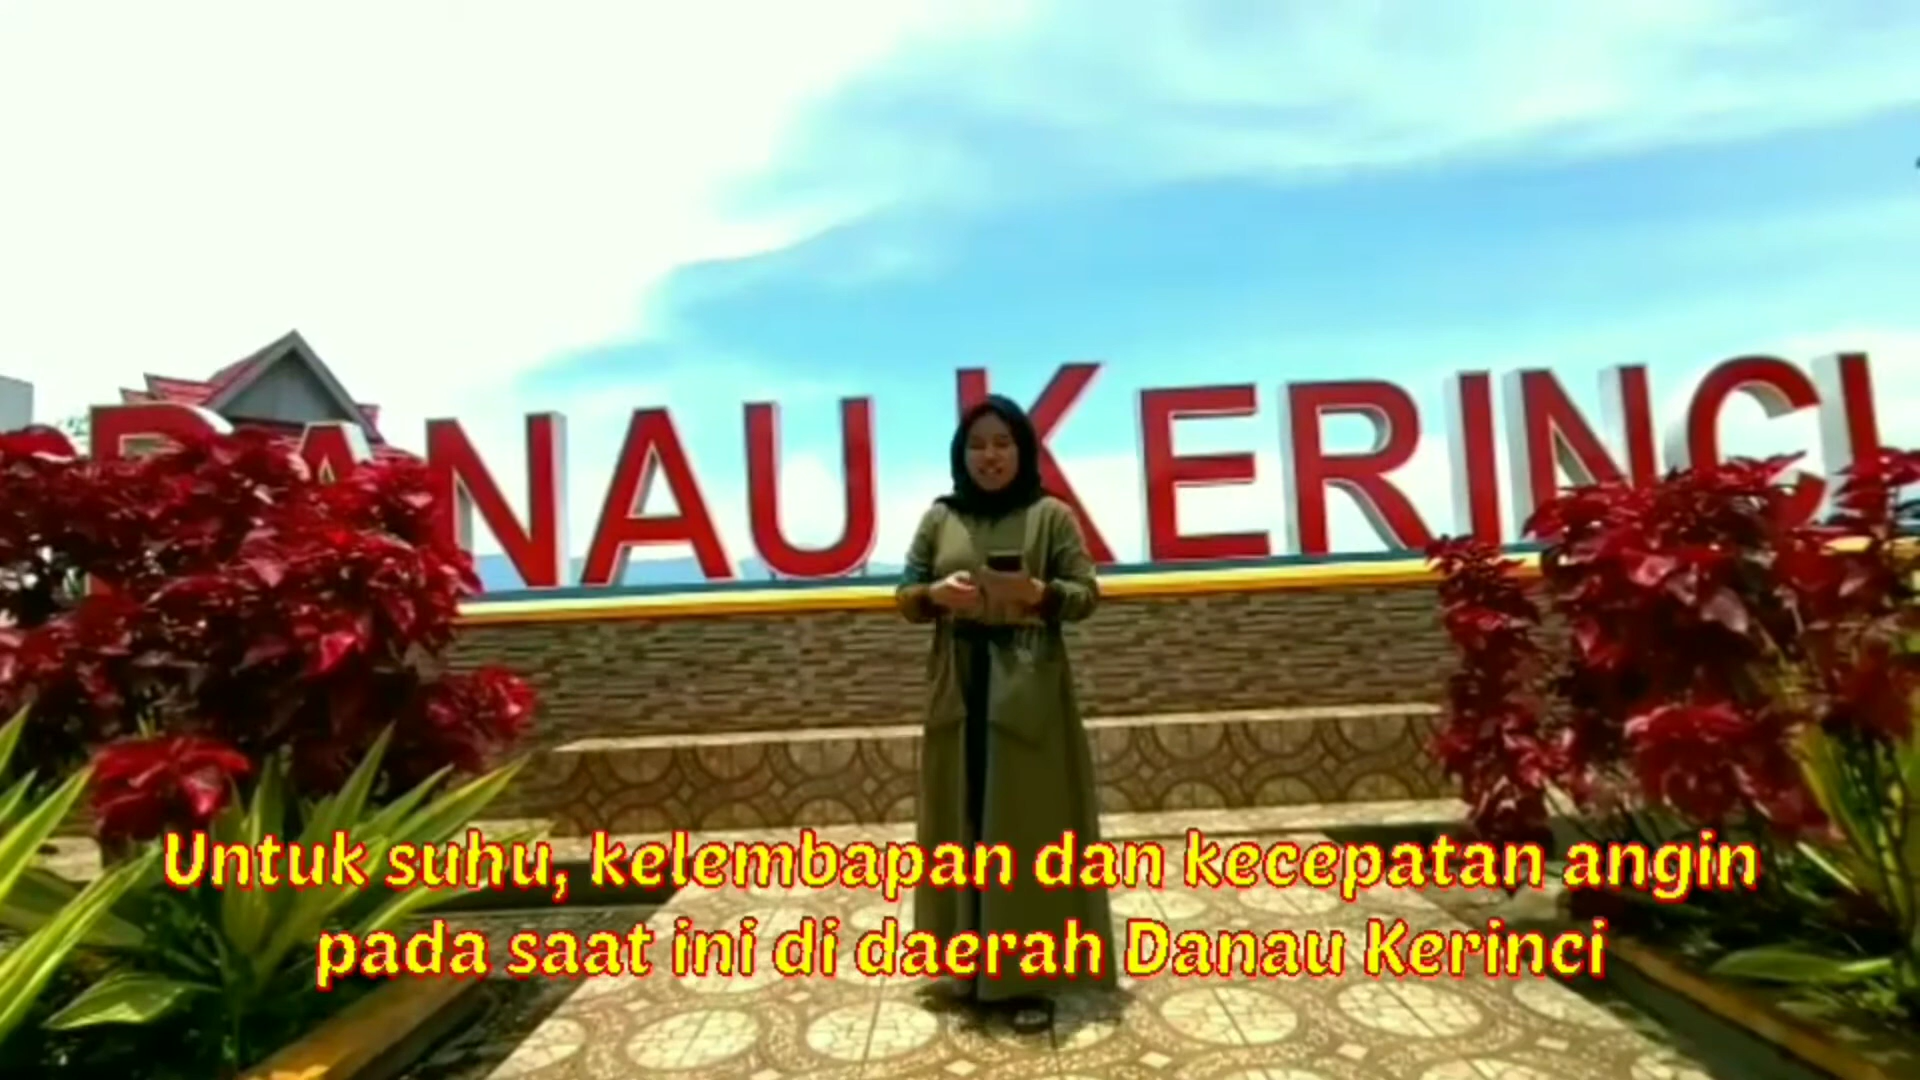 DANAU KERINCI
Untuk suhu, kelembapan dan kecepatan angin
pada saat ini di daerah Danau Kerinci